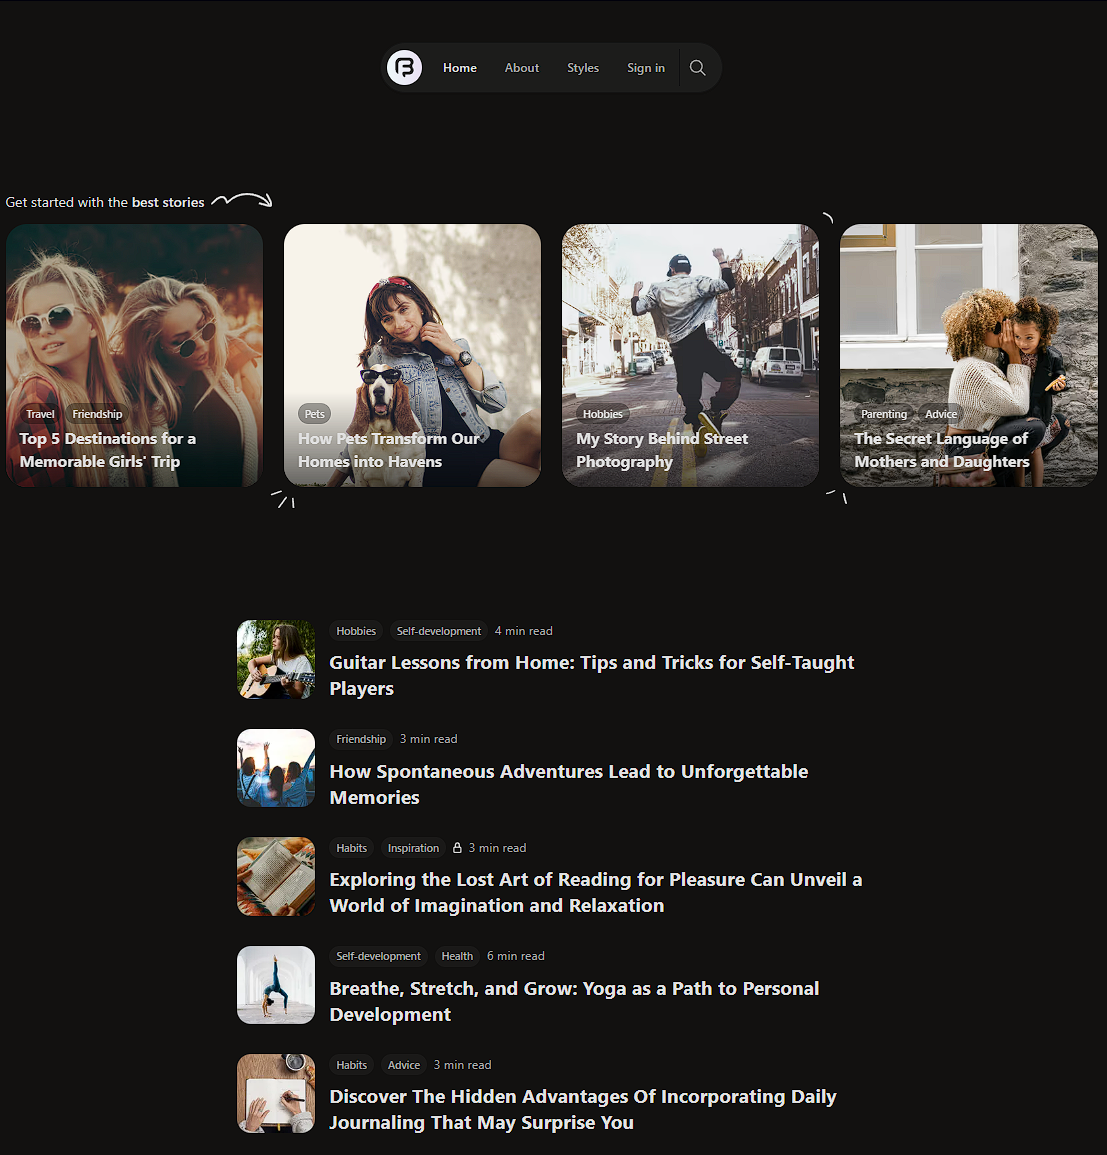 Home About Styles Sign in
Get started with the best stories
Travel Friendship
Top 5 Destinations for a
Memorable Girls' Trip
Pets
How Pets Transform Our
Homes into Havens
Hobbies
My Story Behind Street
Photography
Parenting Advice
The Secret Language of
Mothers and Daughters
Hobbies Self-development 4 min read
Guitar Lessons from Home: Tips and Tricks for Self-Taught
Players
Friendship 3 min read
How Spontaneous Adventures Lead to Unforgettable
Memories
Habits Inspiration 3 min read
Exploring the Lost Art of Reading for Pleasure Can Unveil a
World of Imagination and Relaxation
Self-development Health 6 min read
Breathe, Stretch, and Grow: Yoga as a Path to Personal
Development
Habits Advice 3 min read
Discover The Hidden Advantages Of Incorporating Daily
Journaling That May Surprise You